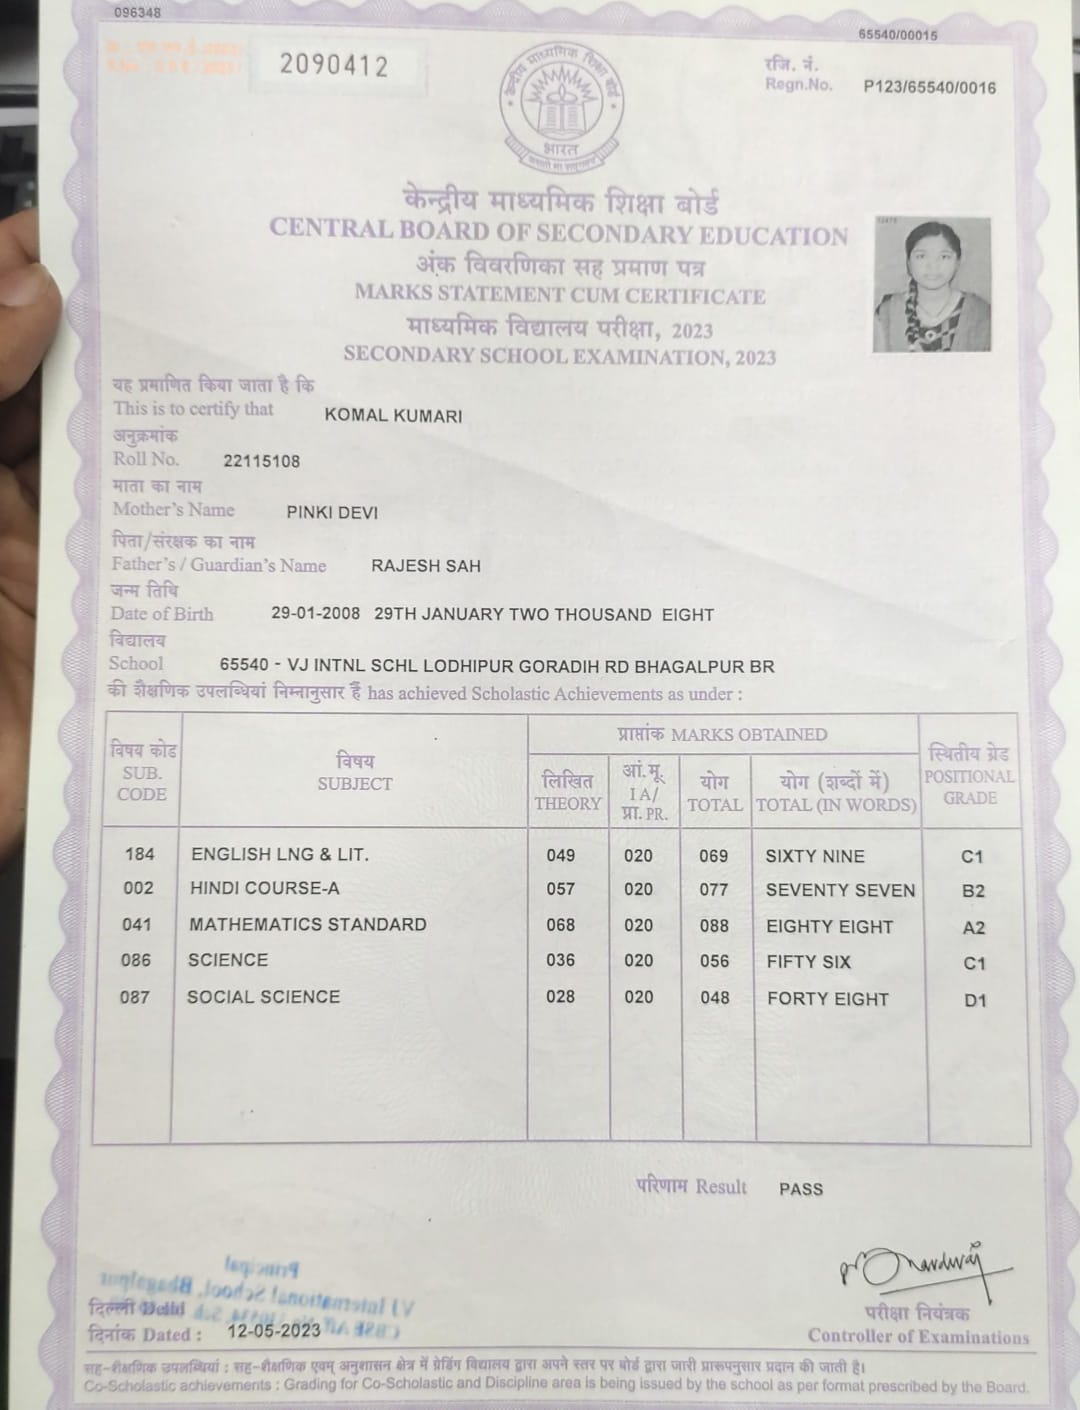 096348
65540/00015
2090412
रजि. नं.
Regn.No. P123/65540/0016
केन्द्रीय माध्यमिक शिक्षा बोर्ड
भारत
केन्द्रीय माध्यमिक शिक्षा बोर्ड
CENTRAL BOARD OF SECONDARY EDUCATION
अंक विवरणिका सह प्रमाण पत्र
MARKS STATEMENT CUM CERTIFICATE
माध्यमिक विद्यालय परीक्षा, 2023
SECONDARY SCHOOL EXAMINATION, 2023
यह प्रमाणित किया जाता है कि
This is to certify that KOMAL KUMARI
अनुक्रमांक
Roll No. 22115108
माता का नाम
Mother's Name PINKI DEVI
पिता/संरक्षक का नाम
Father's / Guardian's Name RAJESH SAH
जन्म तिथि
Date of Birth 29-01-2008 29TH JANUARY TWO THOUSAND EIGHT
विद्यालय
School 65540 - VJ INTNL SCHL LODHIPUR GORADIH RD BHAGALPUR BR
की शैक्षणिक उपलब्धियां निम्नानुसार हैं has achieved Scholastic Achievements as under :
विषय कोड
SUB.
CODE
विषय
SUBJECT
प्राप्तांक MARKS OBTAINED
लिखित
THEORY
आं.मू.
I A/
प्रा. PR.
योग
TOTAL
योग (शब्दों में)
TOTAL (IN WORDS)
स्थितीय ग्रेड
POSITIONAL
GRADE
184 ENGLISH LNG & LIT. 049 020 069 SIXTY NINE C1
002 HINDI COURSE-A 057 020 077 SEVENTY SEVEN B2
041 MATHEMATICS STANDARD 068 020 088 EIGHTY EIGHT A2
086 SCIENCE 036 020 056 FIFTY SIX C1
087 SOCIAL SCIENCE 028 020 048 FORTY EIGHT D1
परिणाम Result PASS
Principal
VJ International School, Bhagalpur
दिल्ली Delhi
दिनांक Dated : 12-05-2023
परीक्षा नियंत्रक
Controller of Examinations
सह-शैक्षणिक उपलब्धियां : सह-शैक्षणिक एवम् अनुशासन क्षेत्र में ग्रेडिंग विद्यालय द्वारा अपने स्तर पर बोर्ड द्वारा जारी प्रारूपनुसार प्रदान की जाती है।
Co-Scholastic achievements : Grading for Co-Scholastic and Discipline area is being issued by the school as per format prescribed by the Board.